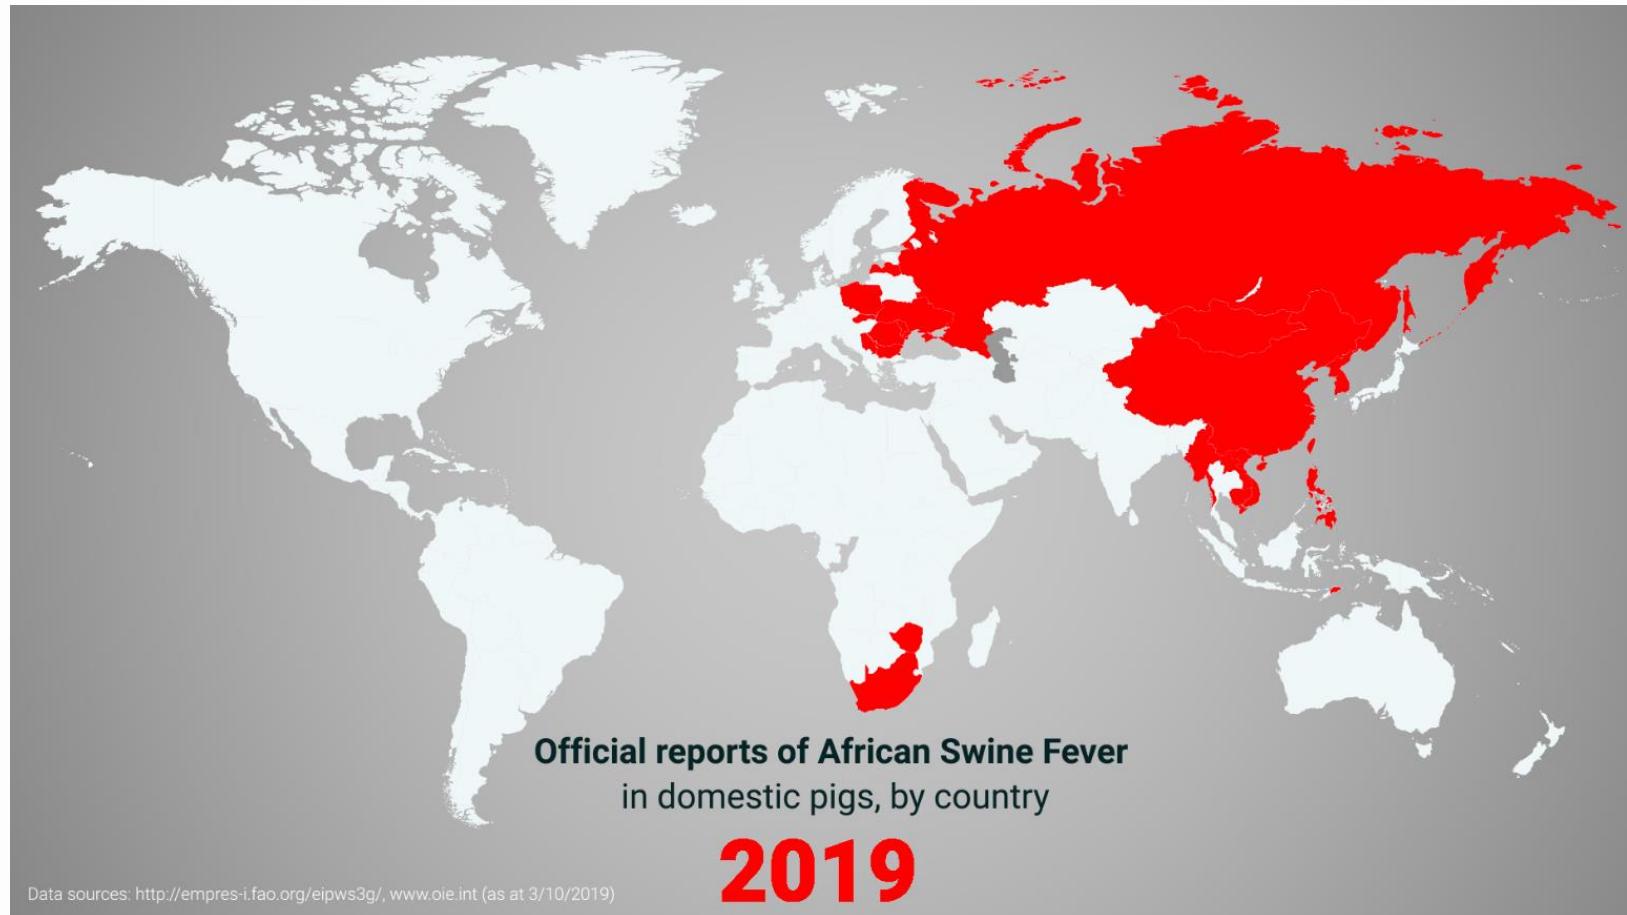 Official reports of African Swine Fever
in domestic pigs, by country
2019
Data sources: http://empres-i.fao.org/eipws3g/, www.oie.int (as at 3/10/2019)